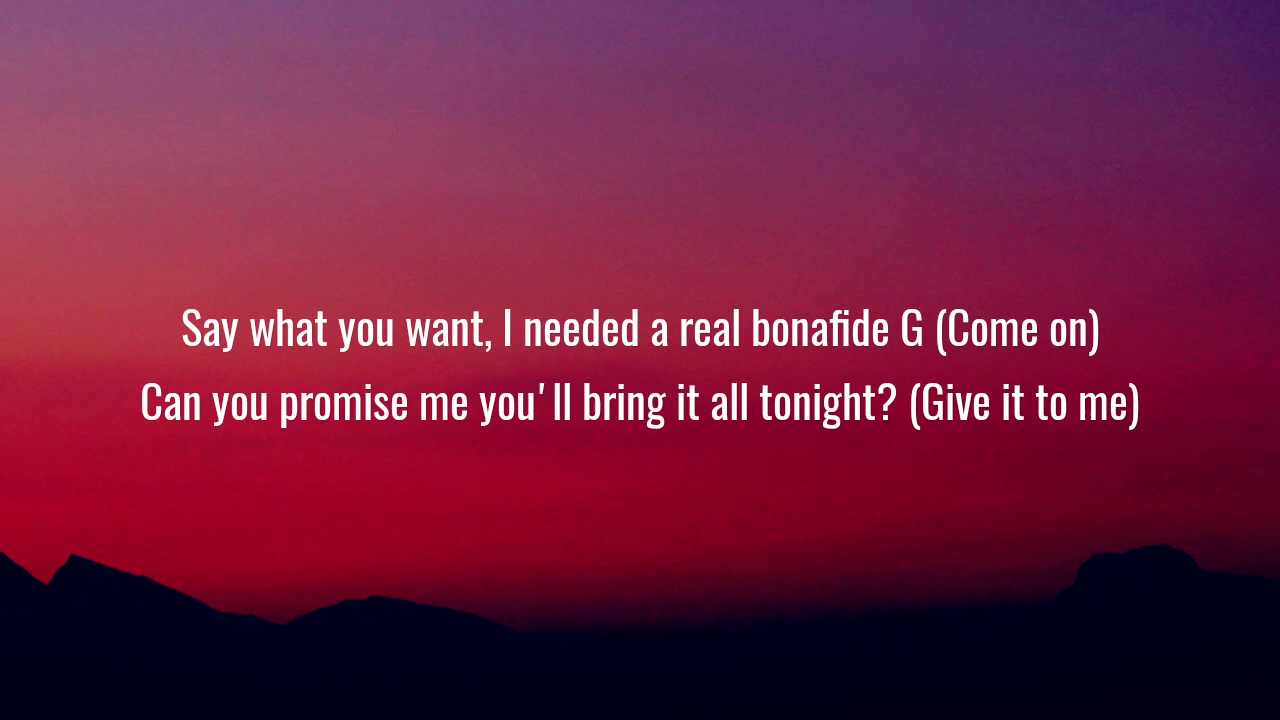 Say what you want, I needed a real bonafide G (Come on)
Can you promise me you'll bring it all tonight? (Give it to me)